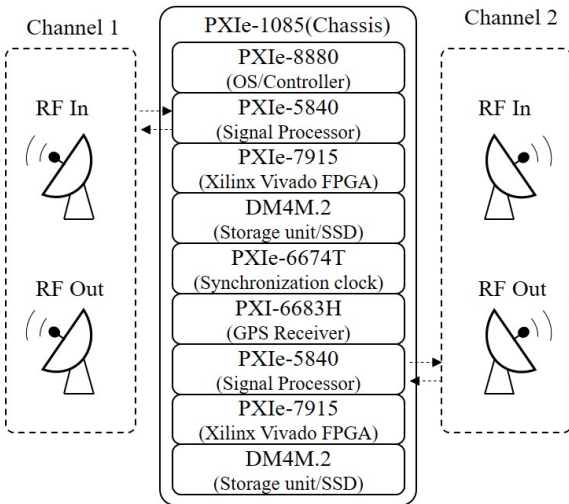 Channel 1
RF In
RF Out
PXIe-1085(Chassis)
PXIe-8880
(OS/Controller)
PXIe-5840
(Signal Processor)
PXIe-7915
(Xilinx Vivado FPGA)
DM4M.2
(Storage unit/SSD)
PXIe-6674T
(Synchronization clock)
PXI-6683H
(GPS Receiver)
PXIe-5840
(Signal Processor)
PXIe-7915
(Xilinx Vivado FPGA)
DM4M.2
(Storage unit/SSD)
Channel 2
RF In
RF Out